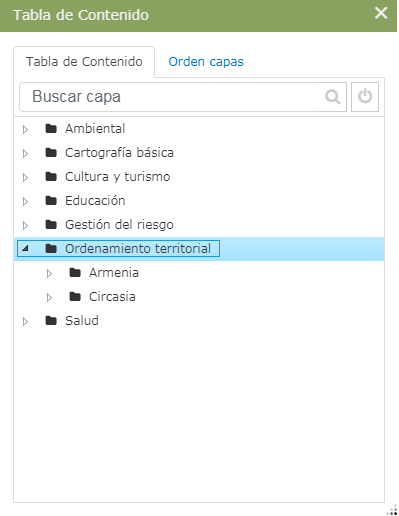 Tabla de Contenido
Tabla de Contenido Orden capas
Buscar capa
Ambiental
Cartografía básica
Cultura y turismo
Educación
Gestión del riesgo
Ordenamiento territorial
Armenia
Circasia
Salud